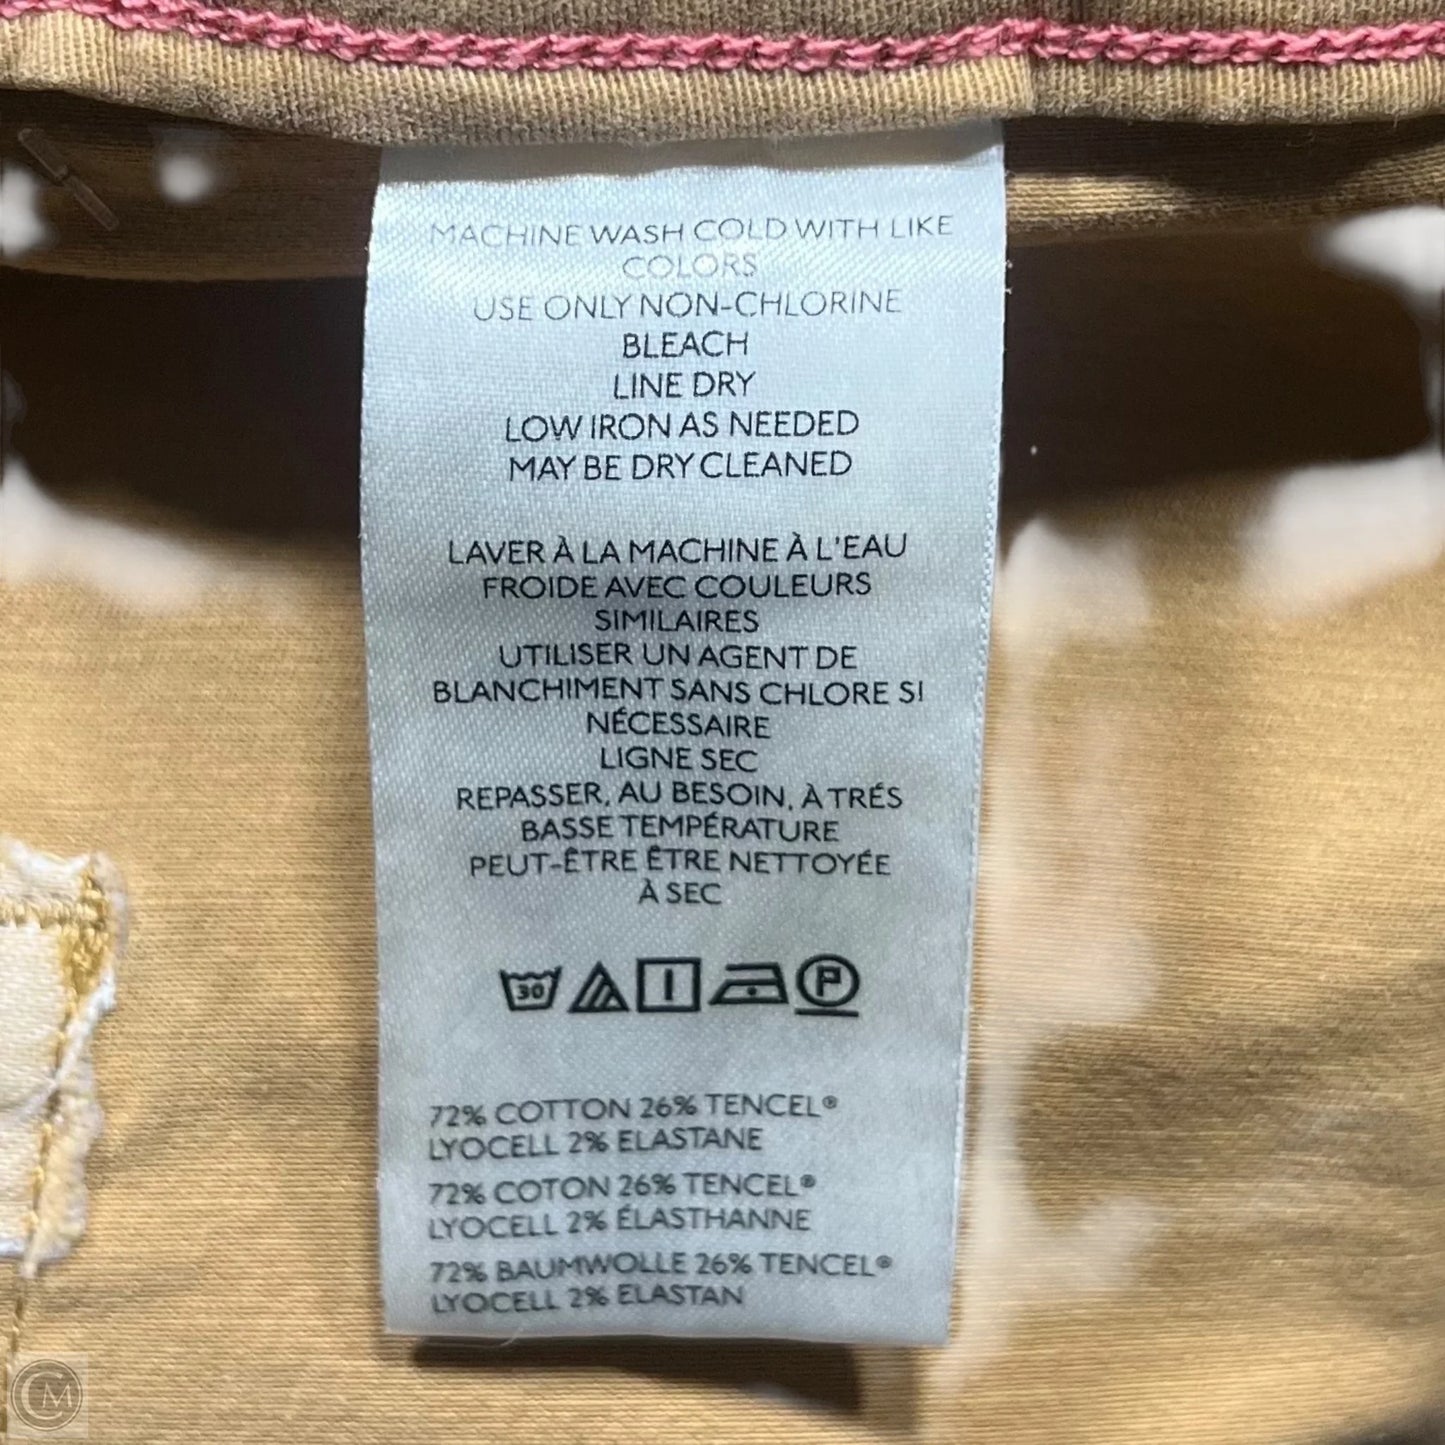 MACHINE WASH COLD WITH LIKE
COLORS
USE ONLY NON-CHLORINE
BLEACH
LINE DRY
LOW IRON AS NEEDED
MAY BE DRY CLEANED
LAVER À LA MACHINE À L'EAU
FROIDE AVEC COULEURS
SIMILAIRES
UTILISER UN AGENT DE
BLANCHIMENT SANS CHLORE SI
NÉCESSAIRE
LIGNE SEC
REPASSER, AU BESOIN, À TRÉS
BASSE TEMPÉRATURE
PEUT-ÊTRE ÊTRE NETTOYÉE
À SEC
30 P
72% COTTON 26% TENCEL®
LYOCELL 2% ELASTANE
72% COTON 26% TENCEL®
LYOCELL 2% ÉLASTHANNE
72% BAUMWOLLE 26% TENCEL®
LYOCELL 2% ELASTAN
CM